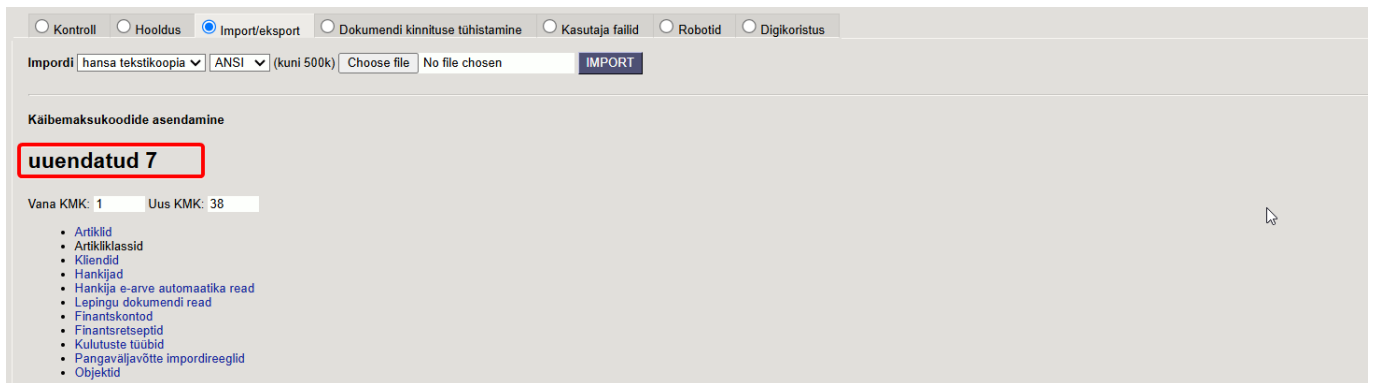 Kontroll Hooldus Import/eksport Dokumendi kinnituse tühistamine Kasutaja failid Robotid Digikoristus
Impordi hansa tekstikoopia ANSI (kuni 500k) Choose file No file chosen IMPORT
Käibemaksukoodide asendamine
uuendatud 7
Vana KMK: 1 Uus KMK: 38
Artiklid
Artikliklassid
Kliendid
Hankijad
Hankija e-arve automaatika read
Lepingu dokumendi read
Finantskontod
Finantsretseptid
Kulutuste tüübid
Pangaväljavõtte impordireeglid
Objektid